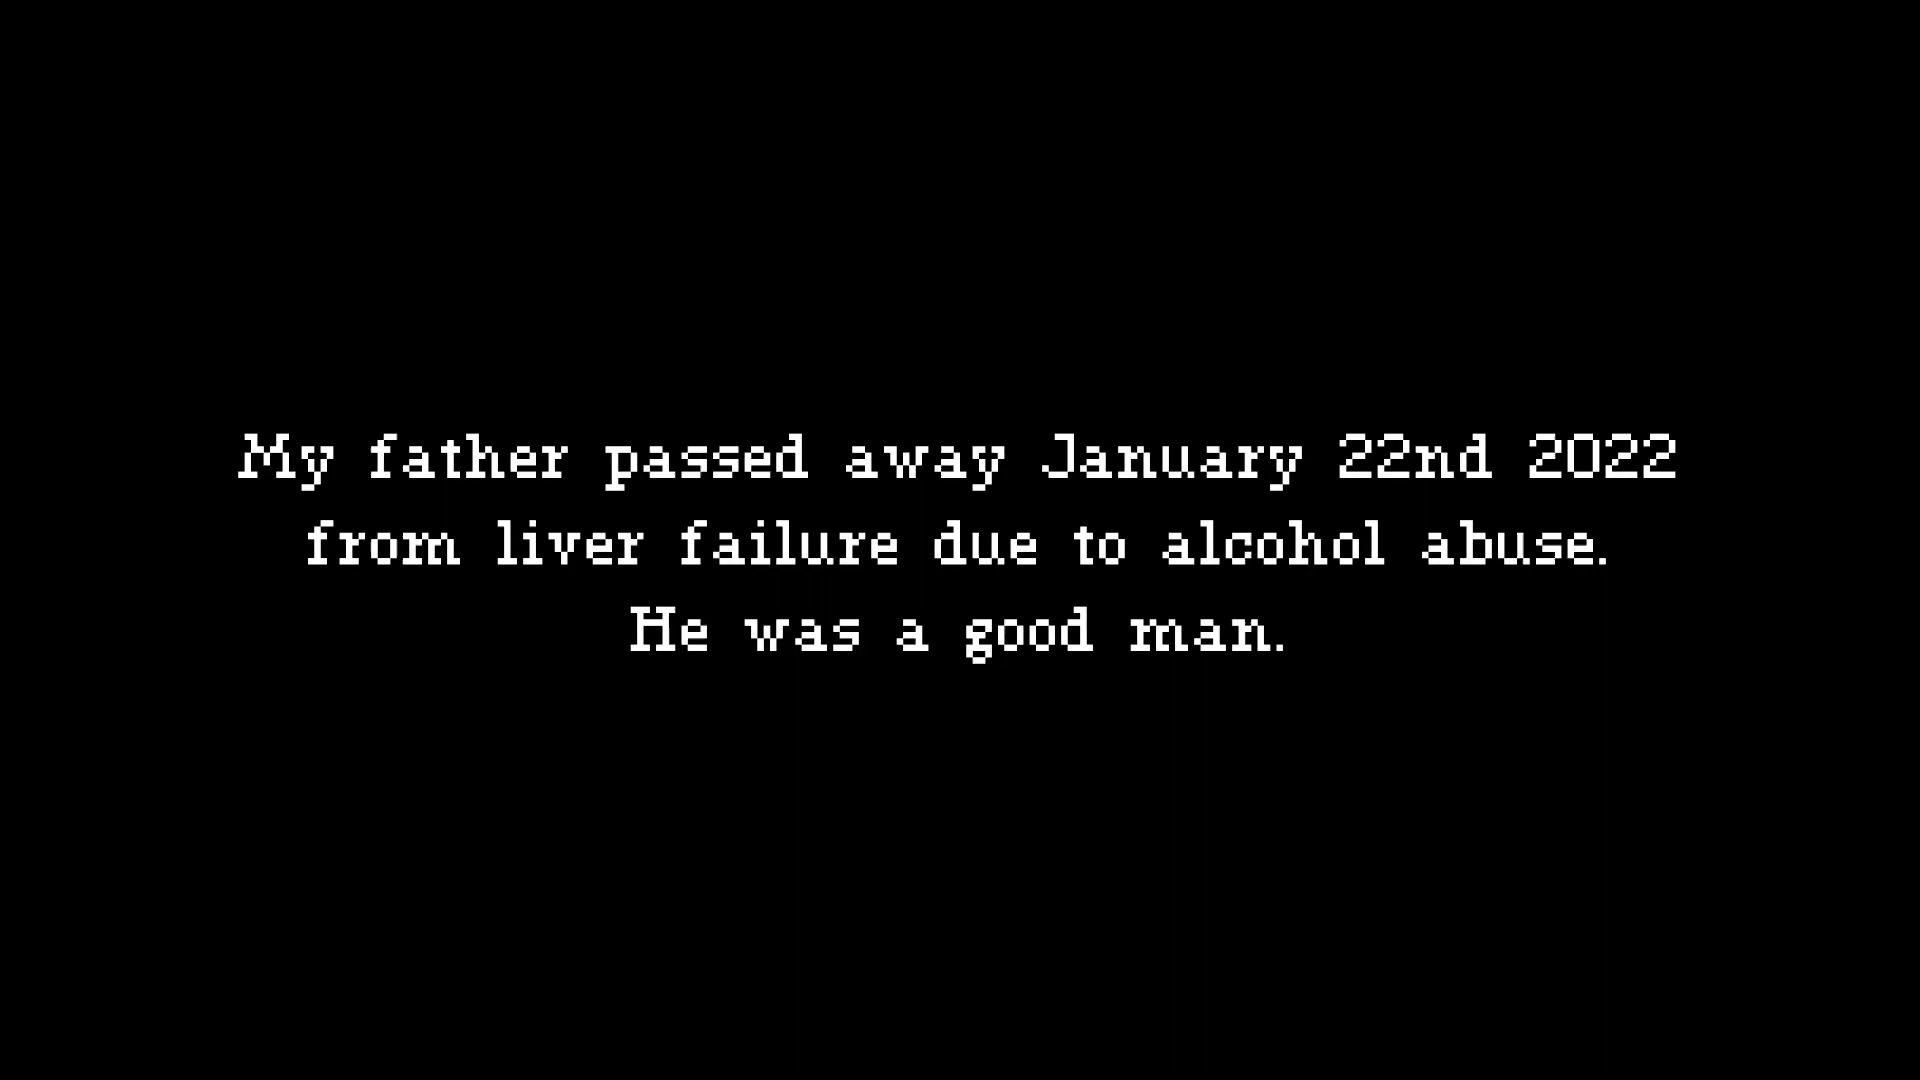 My father passed away January 22nd 2022
from liver failure due to alcohol abuse.
He was a good man.